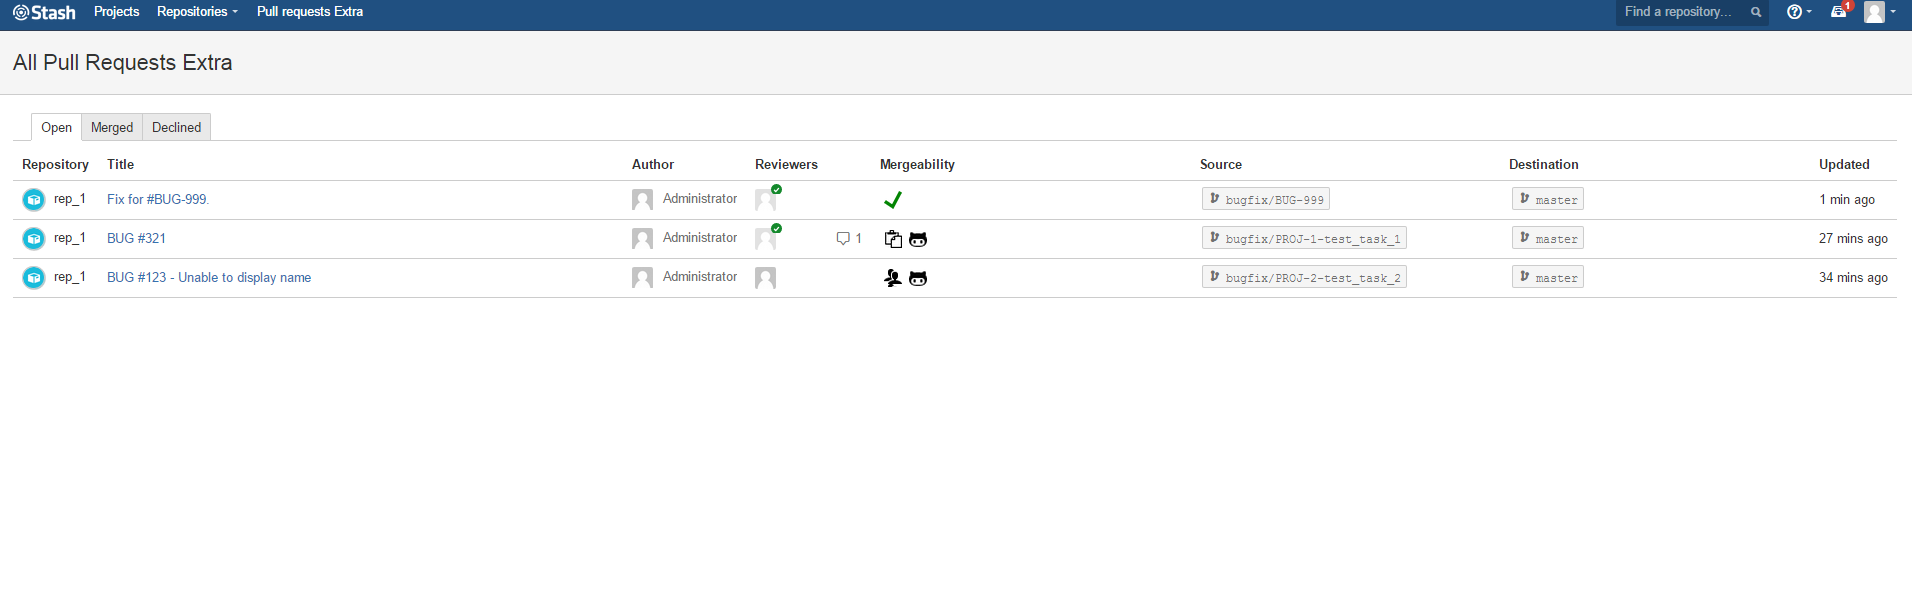 Stash Projects Repositories Pull requests Extra Find a repository... 1
All Pull Requests Extra
Open Merged Declined
Repository Title Author Reviewers Mergeability Source Destination Updated
rep_1 Fix for #BUG-999. Administrator bugfix/BUG-999 master 1 min ago
rep_1 BUG #321 Administrator 1 bugfix/PROJ-1-test_task_1 master 27 mins ago
rep_1 BUG #123 - Unable to display name Administrator bugfix/PROJ-2-test_task_2 master 34 mins ago